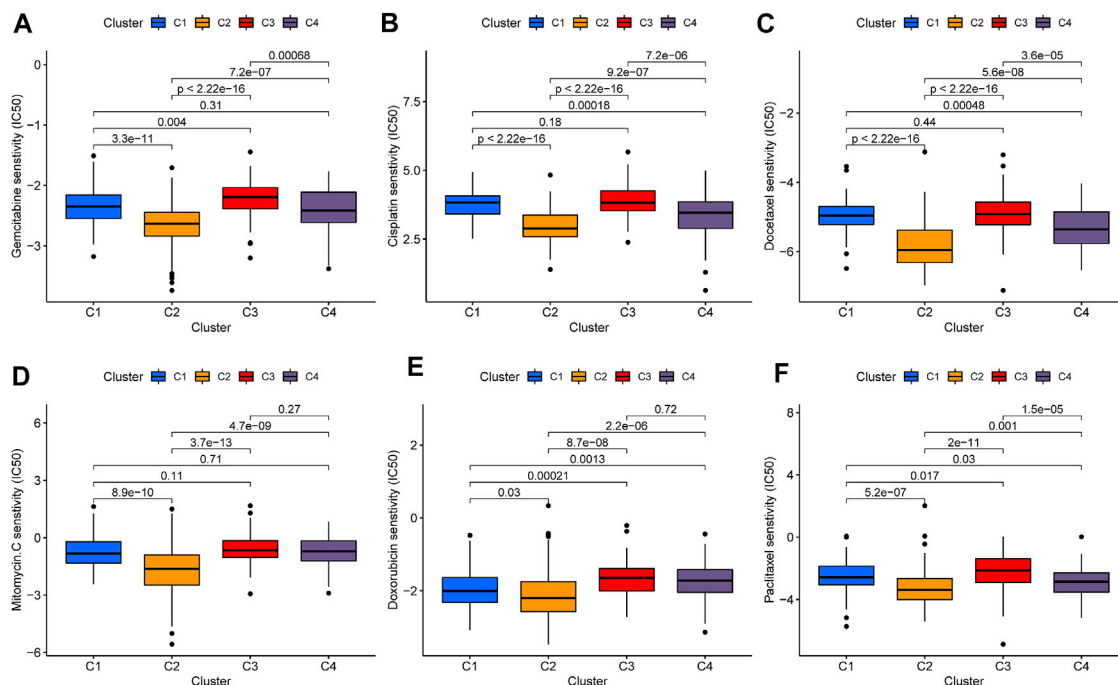 A
Cluster C1 C2 C3 C4
Gemcitabine senstivity (IC50)
0
−1
−2
−3
0.00068
7.2e−07
p < 2.22e−16
0.31
0.004
3.3e−11
C1 C2 C3 C4
Cluster
B
Cluster C1 C2 C3 C4
Cisplatin senstivity (IC50)
7.5
5.0
2.5
7.2e−06
9.2e−07
p < 2.22e−16
0.00018
0.18
p < 2.22e−16
C1 C2 C3 C4
Cluster
C
Cluster C1 C2 C3 C4
Docetaxel senstivity (IC50)
−2
−4
−6
3.6e−05
5.6e−08
p < 2.22e−16
0.00048
0.44
p < 2.22e−16
C1 C2 C3 C4
Cluster
D
Cluster C1 C2 C3 C4
Mitomycin.C senstivity (IC50)
6
3
0
−3
−6
0.27
4.7e−09
3.7e−13
0.71
0.11
8.9e−10
C1 C2 C3 C4
Cluster
E
Cluster C1 C2 C3 C4
Doxorubicin senstivity (IC50)
2
0
−2
0.72
2.2e−06
8.7e−08
0.0013
0.00021
0.03
C1 C2 C3 C4
Cluster
F
Cluster C1 C2 C3 C4
Paclitaxel senstivity (IC50)
8
4
0
−4
1.5e−05
0.001
2e−11
0.03
0.017
5.2e−07
C1 C2 C3 C4
Cluster